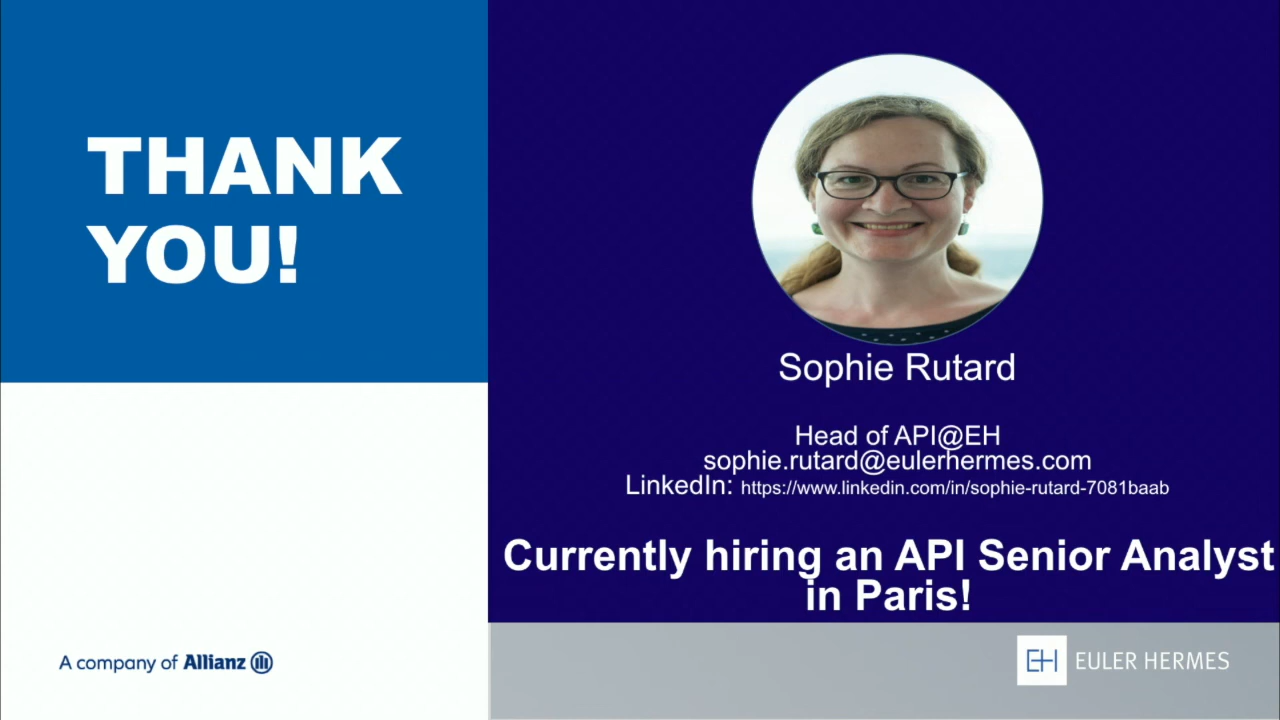 THANK
YOU!
Sophie Rutard
Head of API@EH
sophie.rutard@eulerhermes.com
LinkedIn: https://www.linkedin.com/in/sophie-rutard-7081baab
Currently hiring an API Senior Analyst
in Paris!
A company of Allianz
EH EULER HERMES